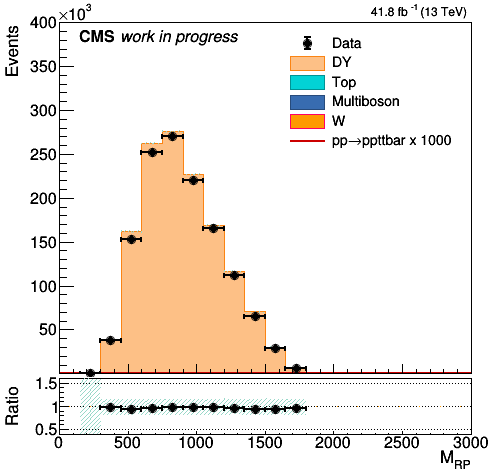 ×10³
41.8 fb⁻¹ (13 TeV)
CMS work in progress
Events
400
350
300
250
200
150
100
50
Data
DY
Top
Multiboson
W
pp→ppttbar x 1000
Ratio
1.5
1
0.5
0 500 1000 1500 2000 2500 3000
M_RP